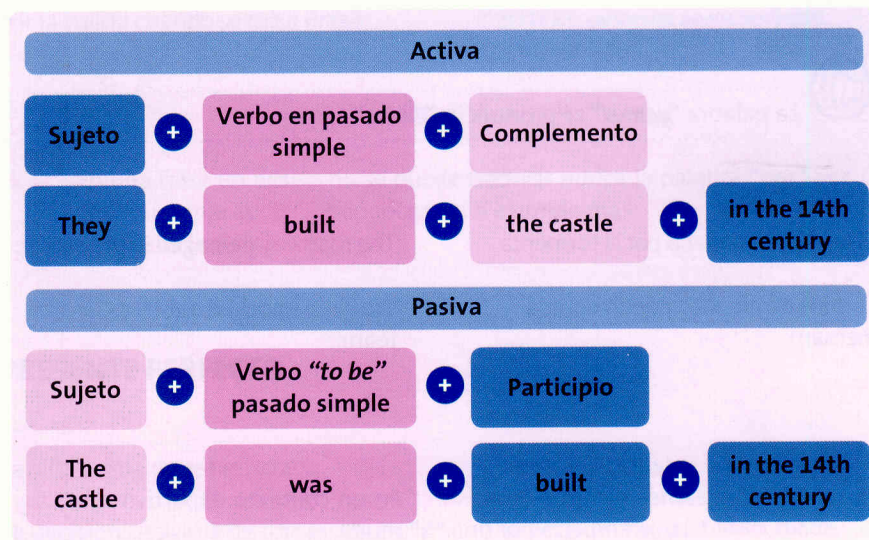 Activa
Sujeto + Verbo en pasado simple + Complemento
They + built + the castle + in the 14th century
Pasiva
Sujeto + Verbo “to be” pasado simple + Participio
The castle + was + built + in the 14th century